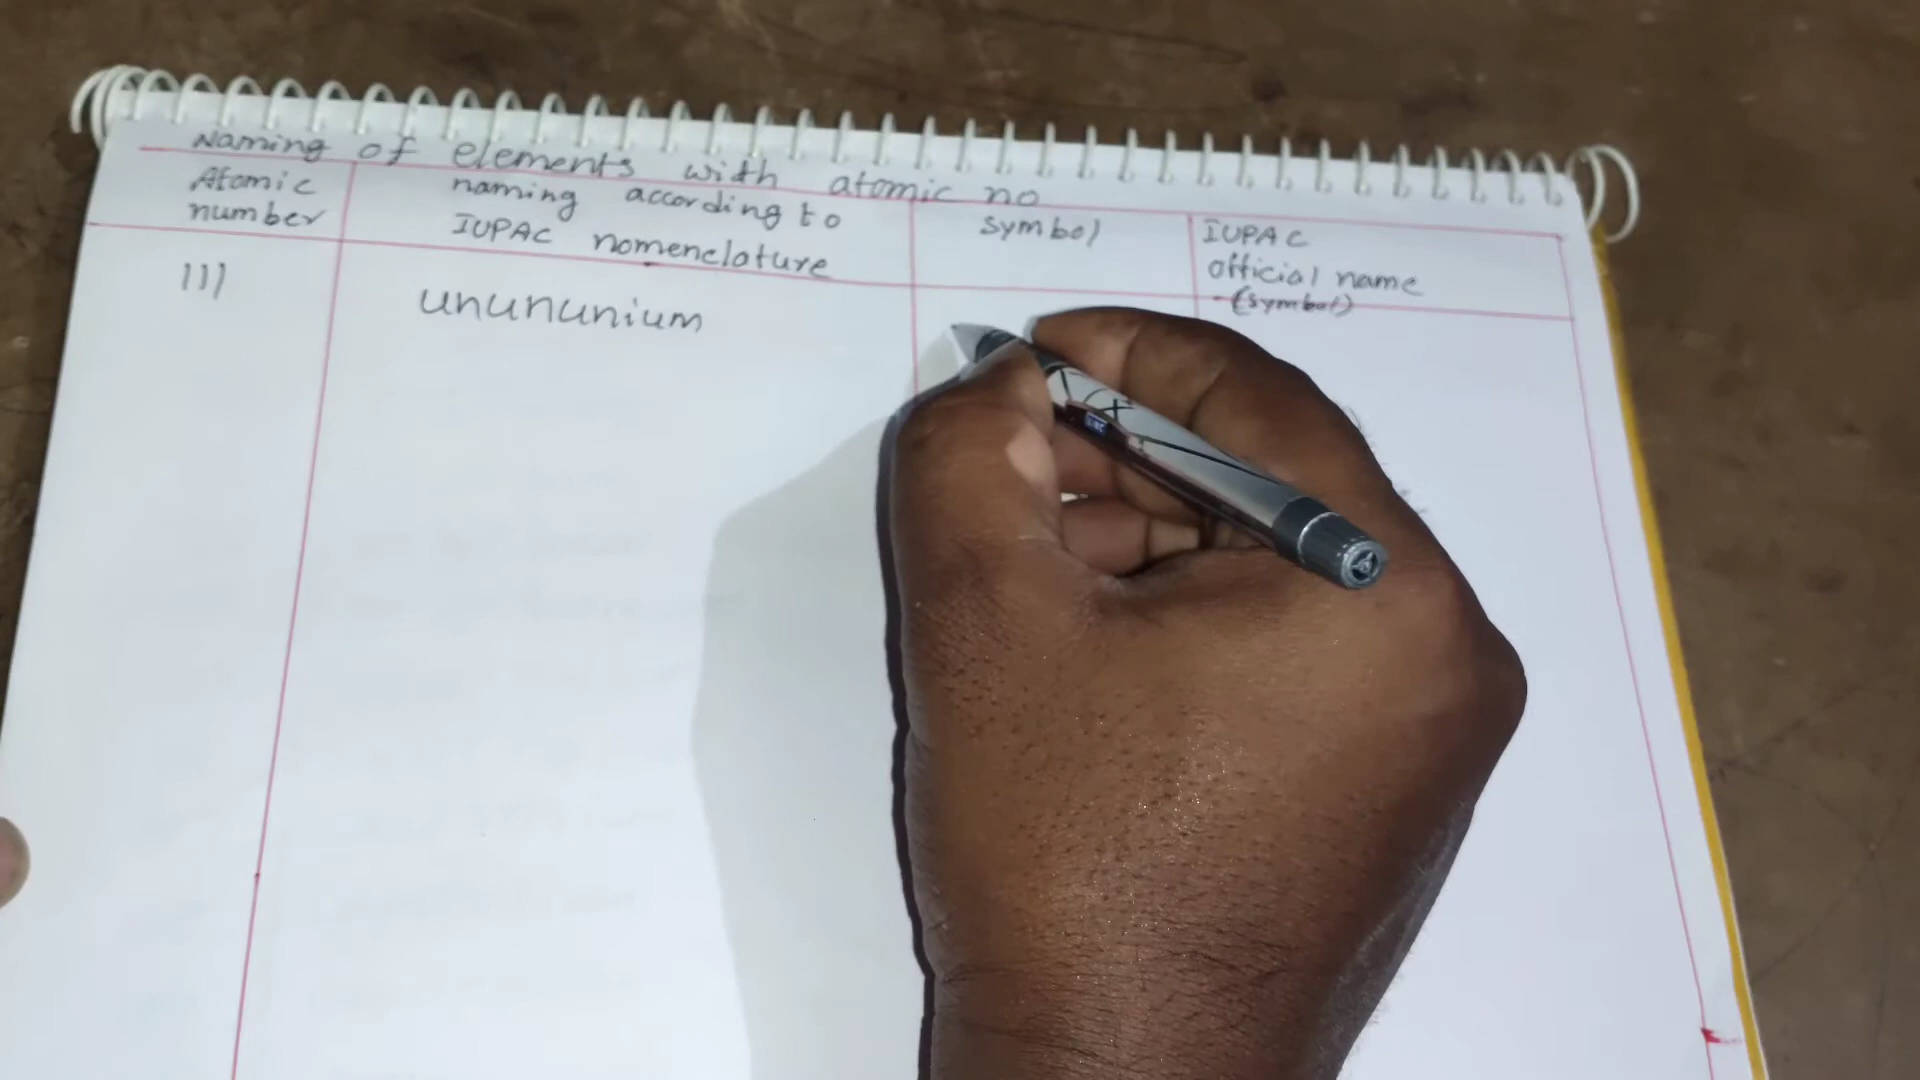 Naming of elements with atomic no
Atomic
number
naming according to
IUPAC nomenclature
symbol
IUPAC
official name
(symbol)
111
unununium